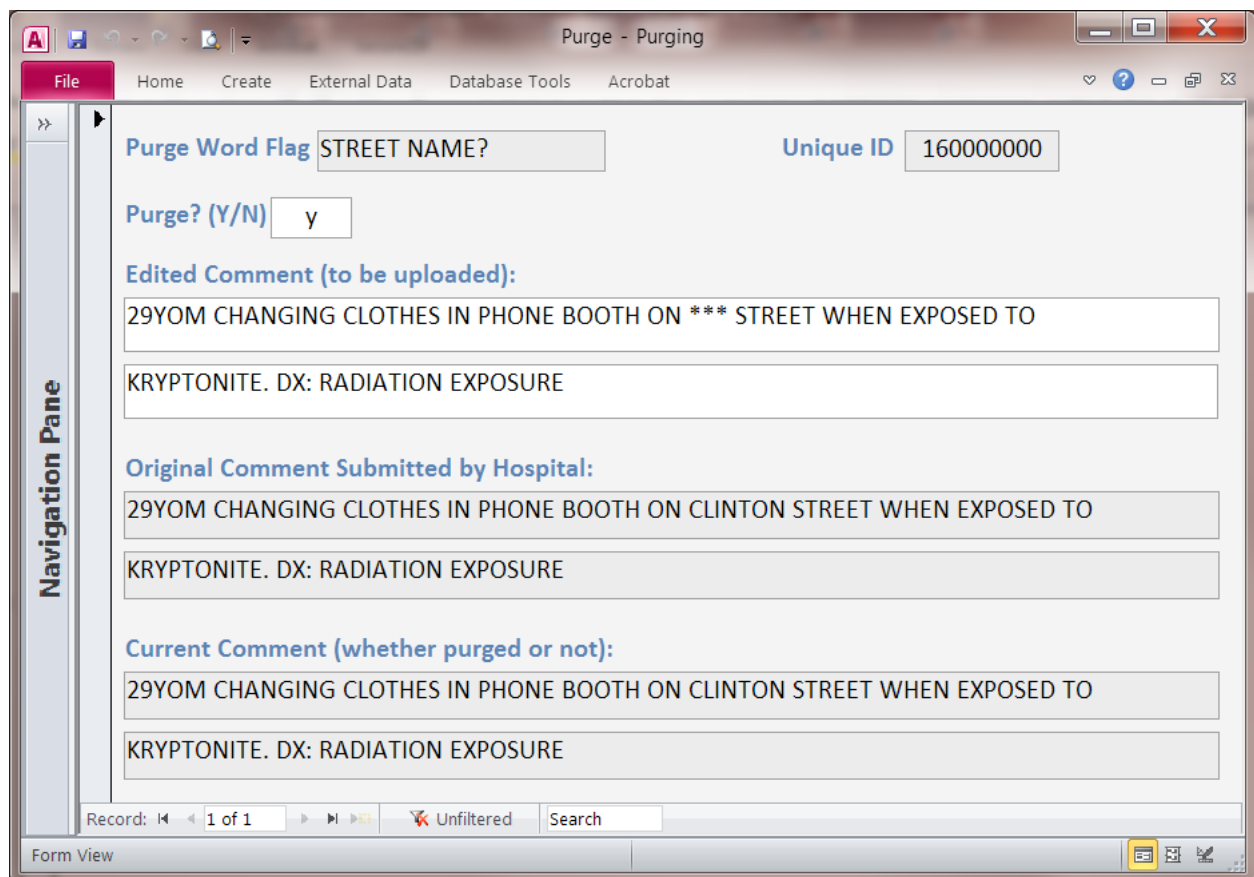 A
Purge - Purging
File Home Create External Data Database Tools Acrobat
Navigation Pane
Purge Word Flag STREET NAME? Unique ID 160000000
Purge? (Y/N) y
Edited Comment (to be uploaded):
29YOM CHANGING CLOTHES IN PHONE BOOTH ON *** STREET WHEN EXPOSED TO
KRYPTONITE. DX: RADIATION EXPOSURE
Original Comment Submitted by Hospital:
29YOM CHANGING CLOTHES IN PHONE BOOTH ON CLINTON STREET WHEN EXPOSED TO
KRYPTONITE. DX: RADIATION EXPOSURE
Current Comment (whether purged or not):
29YOM CHANGING CLOTHES IN PHONE BOOTH ON CLINTON STREET WHEN EXPOSED TO
KRYPTONITE. DX: RADIATION EXPOSURE
Record: 1 of 1 Unfiltered Search
Form View